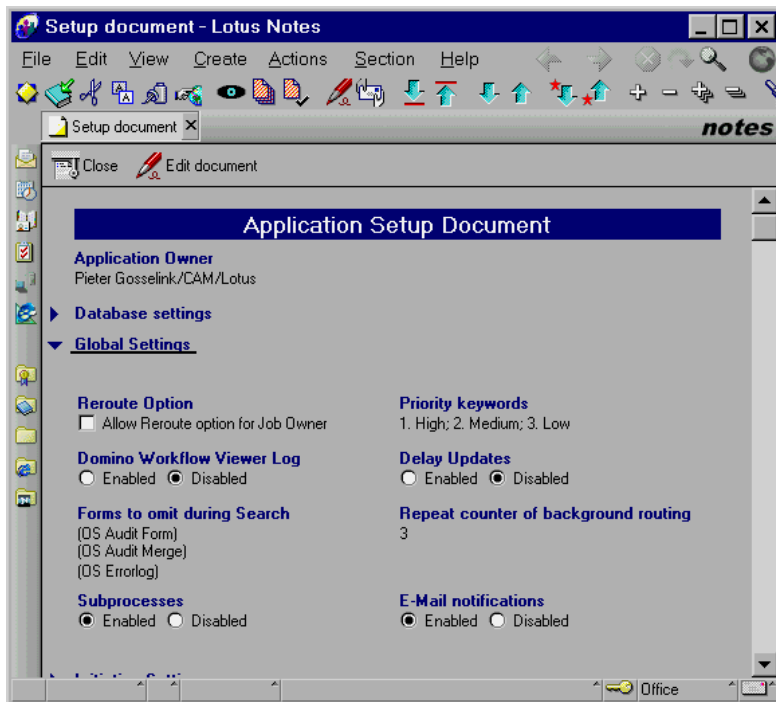 Setup document - Lotus Notes
File Edit View Create Actions Section Help
Setup document
notes
Close Edit document
Application Setup Document
Application Owner
Pieter Gosselink/CAM/Lotus
Database settings
Global Settings
Reroute Option Priority keywords
Allow Reroute option for Job Owner 1. High; 2. Medium; 3. Low
Domino Workflow Viewer Log Delay Updates
Enabled Disabled Enabled Disabled
Forms to omit during Search Repeat counter of background routing
(OS Audit Form) 3
(OS Audit Merge)
(OS Errorlog)
Subprocesses E-Mail notifications
Enabled Disabled Enabled Disabled
Office